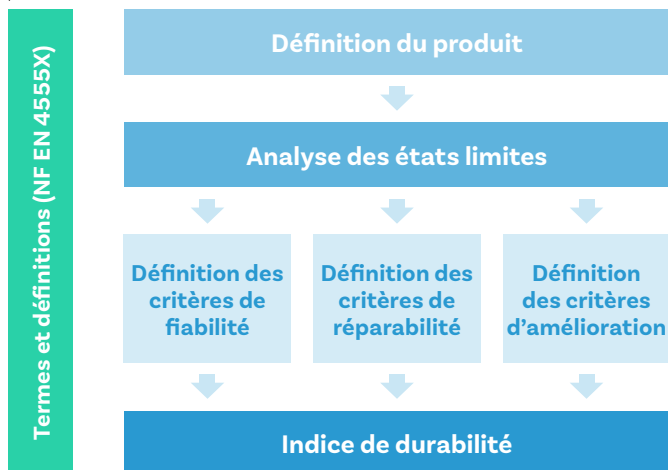 Termes et définitions (NF EN 4555X)
Définition du produit
Analyse des états limites
Définition des
critères de
fiabilité
Définition des
critères de
réparabilité
Définition
des critères
d’amélioration
Indice de durabilité